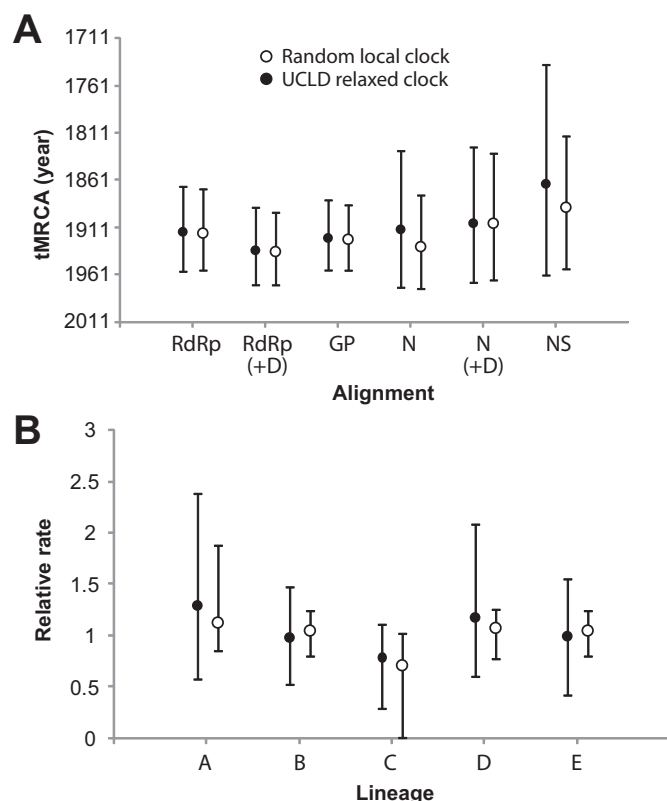 A
1711
1761
1811
1861
1911
1961
2011
tMRCA (year)
Random local clock
UCLD relaxed clock
RdRp RdRp GP N N NS
(+D) (+D)
Alignment
B
3
2.5
2
1.5
1
0.5
0
Relative rate
A B C D E
Lineage